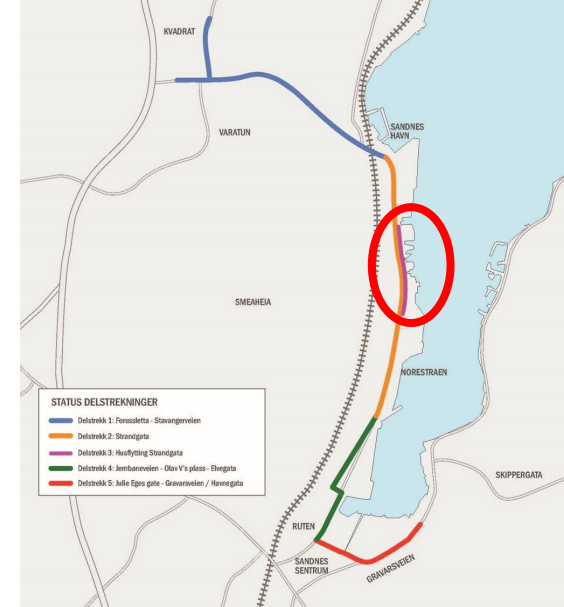 KVADRAT
VARATUN
SANDNES
HAVN
SMEAHEIA
NORESTRAEN
STATUS DELSTREKNINGER
Delstrekk 1: Forussletta - Stavangerveien
Delstrekk 2: Strandgata
Delstrekk 3: Husflytting Strandgata
Delstrekk 4: Jernbaneveien - Olav V's plass - Elvegata
Delstrekk 5: Julie Eges gate - Gravarsveien / Havnegata
SKIPPERGATA
RUTEN
SANDNES
SENTRUM
GRAVARSVEIEN